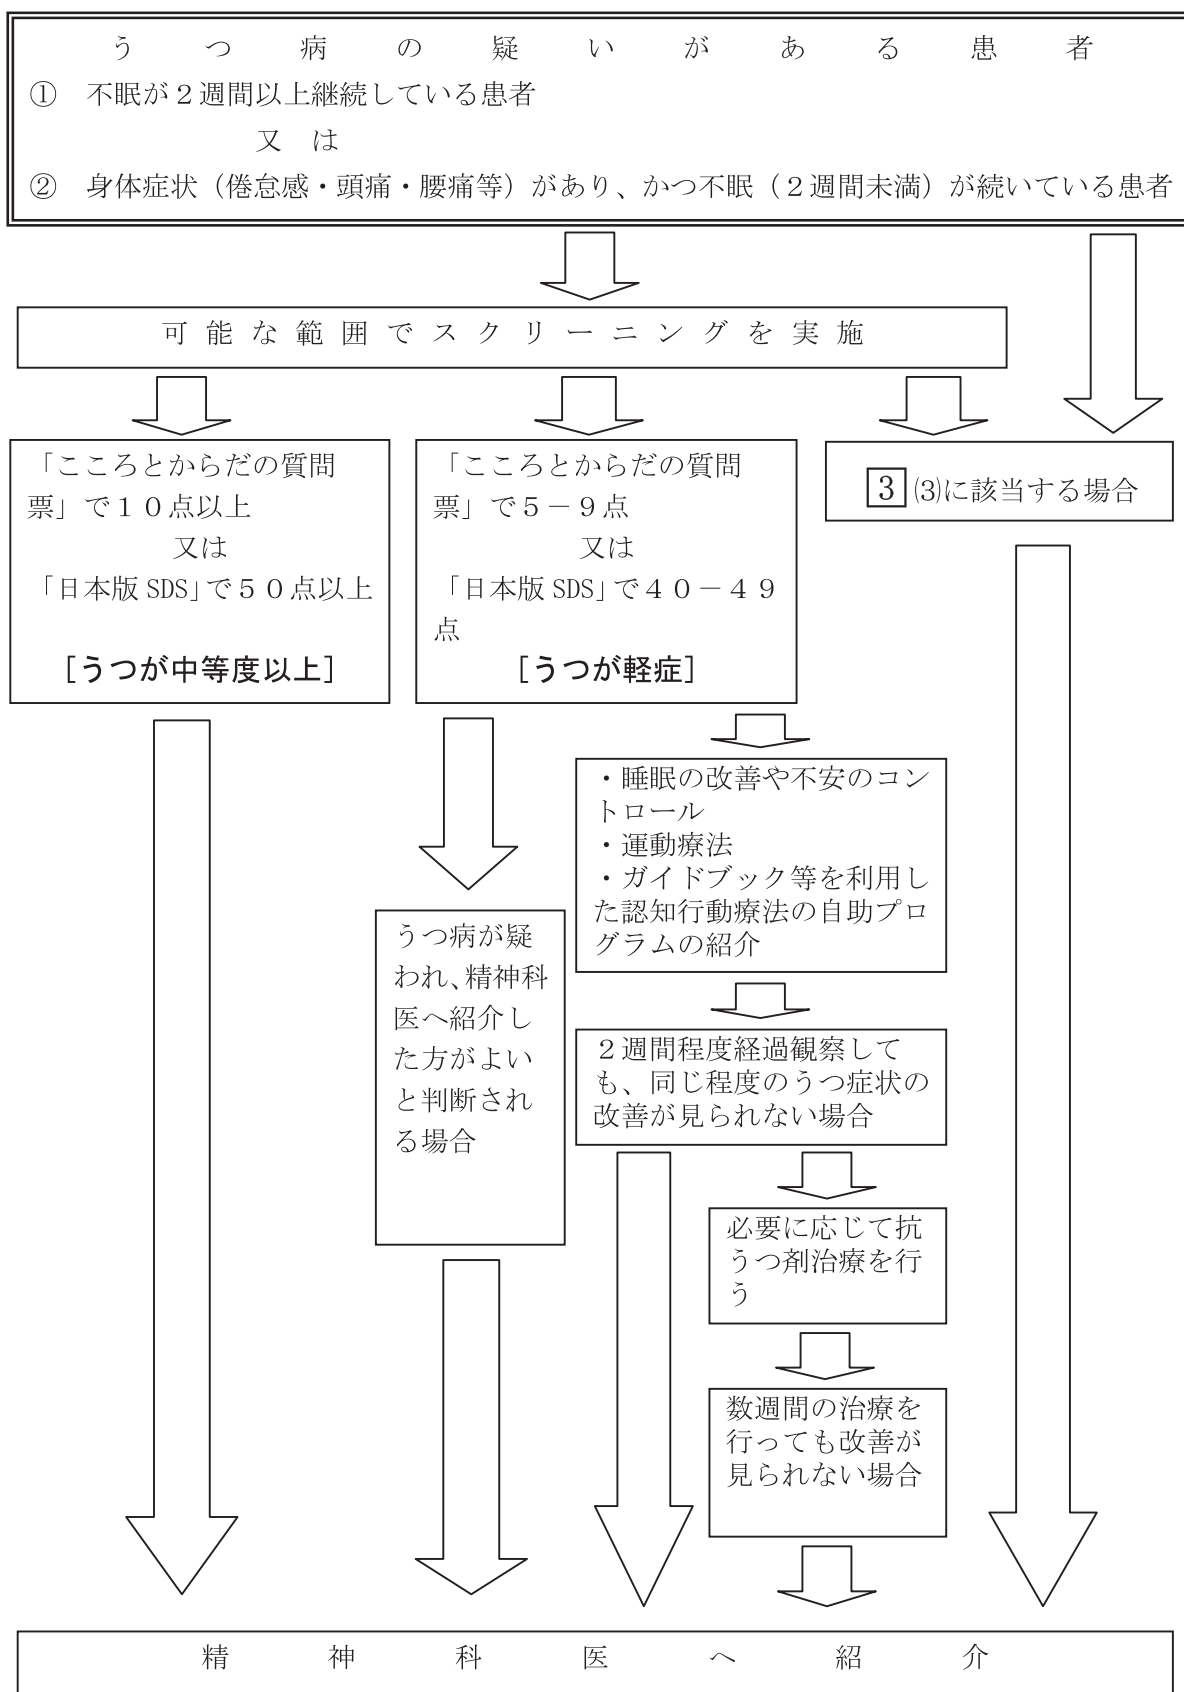 うつ病の疑いがある患者
① 不眠が２週間以上継続している患者
又 は
② 身体症状（倦怠感・頭痛・腰痛等）があり、かつ不眠（２週間未満）が続いている患者
可能な範囲でスクリーニングを実施
「こころとからだの質問
票」で１０点以上
又は
「日本版 SDS」で５０点以上
［うつが中等度以上］
「こころとからだの質問
票」で５－９点
又は
「日本版 SDS」で４０－４９
点
［うつが軽症］
3 (3)に該当する場合
・睡眠の改善や不安のコン
トロール
・運動療法
・ガイドブック等を利用し
た認知行動療法の自助プロ
グラムの紹介
うつ病が疑
われ、精神科
医へ紹介し
た方がよい
と判断され
る場合
２週間程度経過観察して
も、同じ程度のうつ症状の
改善が見られない場合
必要に応じて抗
うつ剤治療を行
う
数週間の治療を
行っても改善が
見られない場合
精神科医へ紹介